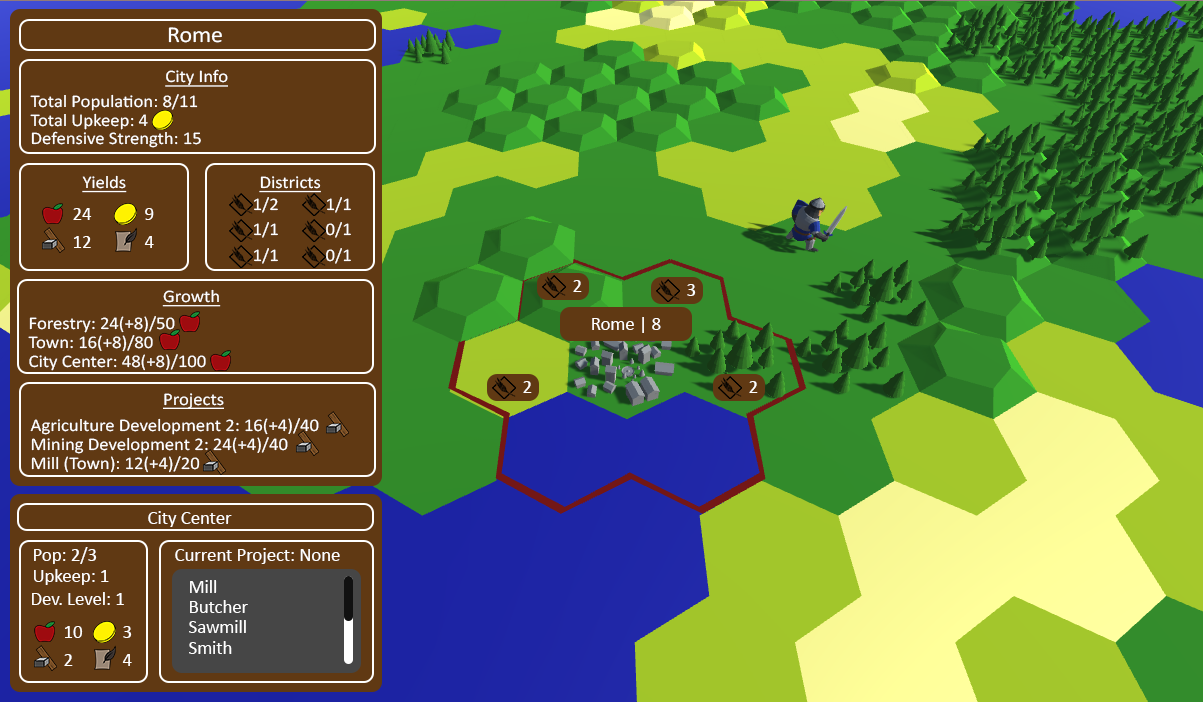 Rome
City Info
Total Population: 8/11
Total Upkeep: 4
Defensive Strength: 15
Yields
24 9
12 4
Districts
1/2 1/1
1/1 0/1
1/1 0/1
Growth
Forestry: 24(+8)/50
Town: 16(+8)/80
City Center: 48(+8)/100
Projects
Agriculture Development 2: 16(+4)/40
Mining Development 2: 24(+4)/40
Mill (Town): 12(+4)/20
City Center
Pop: 2/3
Upkeep: 1
Dev. Level: 1
10 3
2 4
Current Project: None
Mill
Butcher
Sawmill
Smith
2
3
Rome | 8
2
2